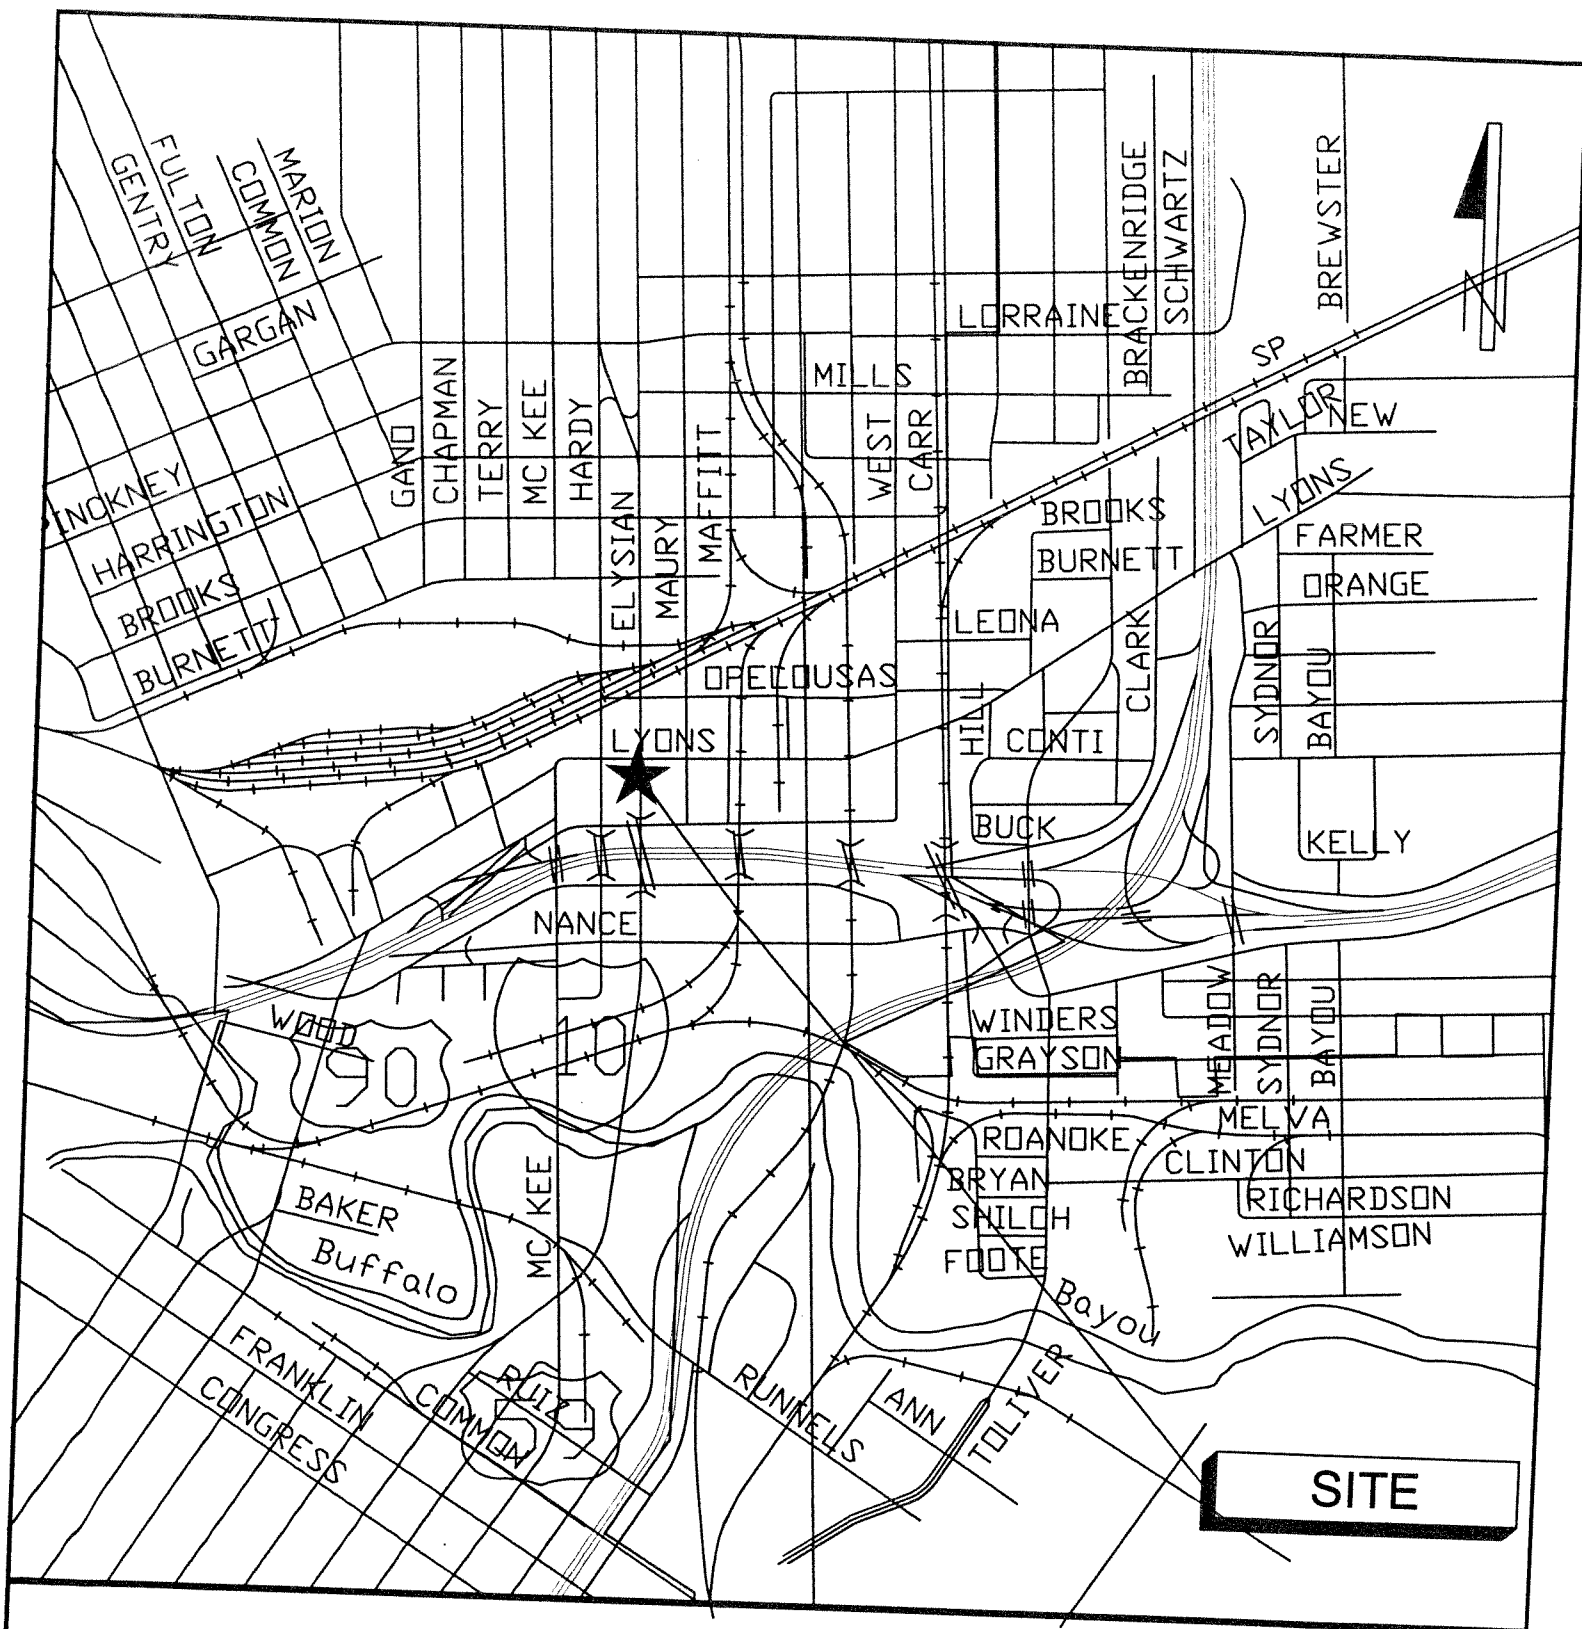 MARION
FULTON
COMMON
GENTRY
BREWSTER
BRACKENRIDGE
SCHWARTZ
N
GARGAN
LORRAINE
SP
MILLS
TAYLOR
NEW
GANO
CHAPMAN
TERRY
MC KEE
HARDY
MAFFITT
WEST
CARR
LYONS
INCKNEY
HARRINGTON
BROOKS
BURNETT
ELYSIAN
MAURY
BROOKS
BURNETT
FARMER
ORANGE
LEONA
CLARK
SYDNOR
BAYOU
OPELOUSAS
HILL
LYONS
CONTI
BUCK
KELLY
NANCE
WOOD
90
10
WINDERS
GRAYSON
MEADOW
SYDNOR
BAYOU
MELVA
ROANOKE
CLINTON
BRYAN
RICHARDSON
SHILOH
WILLIAMSON
FOOTE
BAKER
Buffalo
MC KEE
Bayou
FRANKLIN
CONGRESS
COMMON
RUIZ
RUNNELS
ANN
TOLIVER
SITE